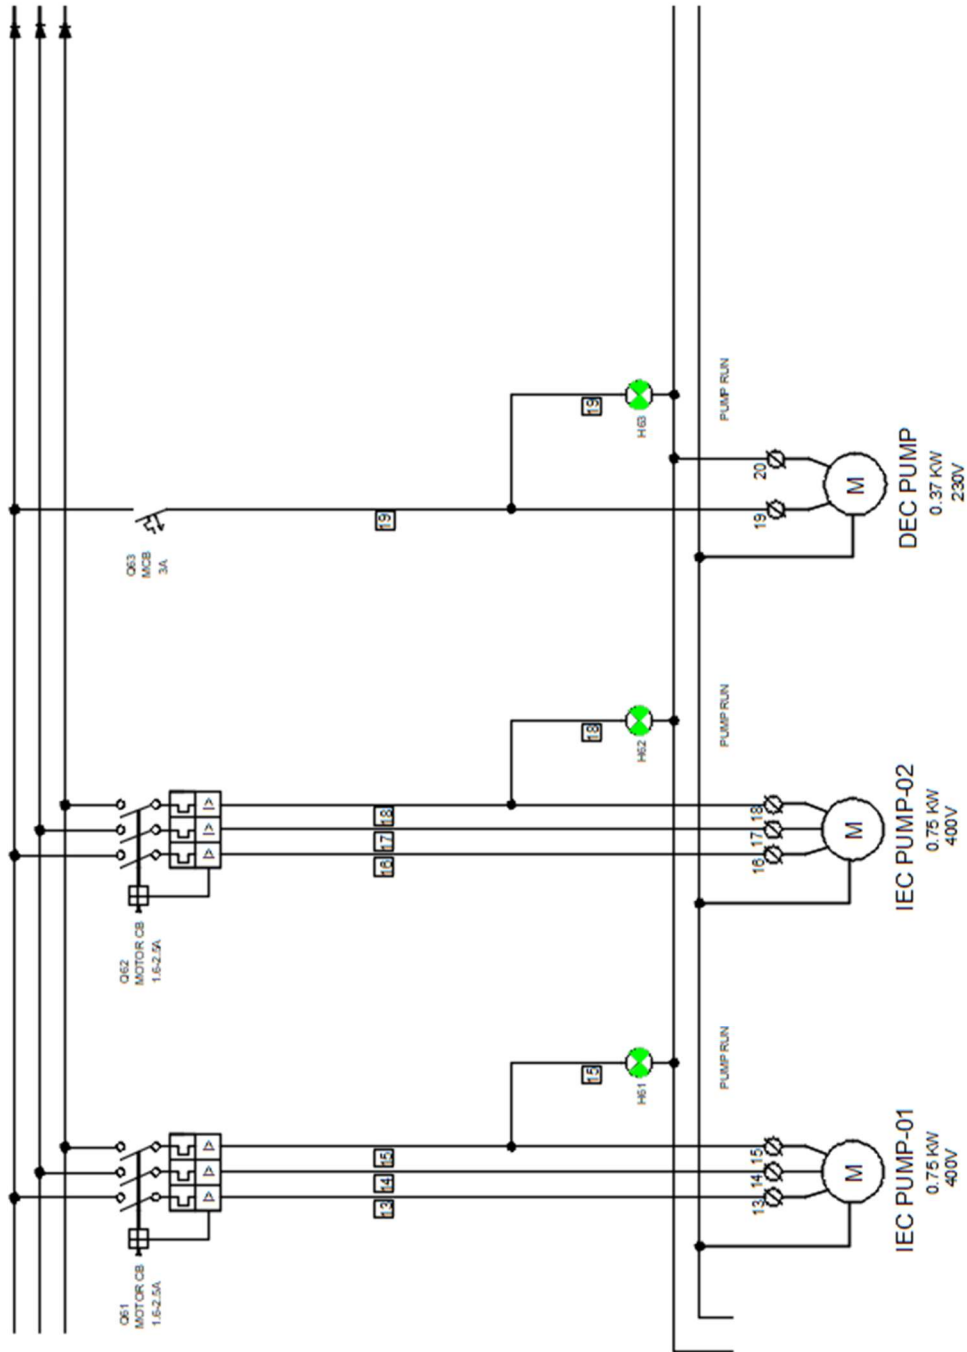 Q61
MOTOR CB
1.6-2.5A
13
14
15
15
H61
PUMP RUN
13
14
15
M
IEC PUMP-01
0.75 KW
400V
Q62
MOTOR CB
1.6-2.5A
16
17
18
18
H62
PUMP RUN
16
17
18
M
IEC PUMP-02
0.75 KW
400V
Q63
MCB
3A
19
19
H63
PUMP RUN
19
20
M
DEC PUMP
0.37 KW
230V